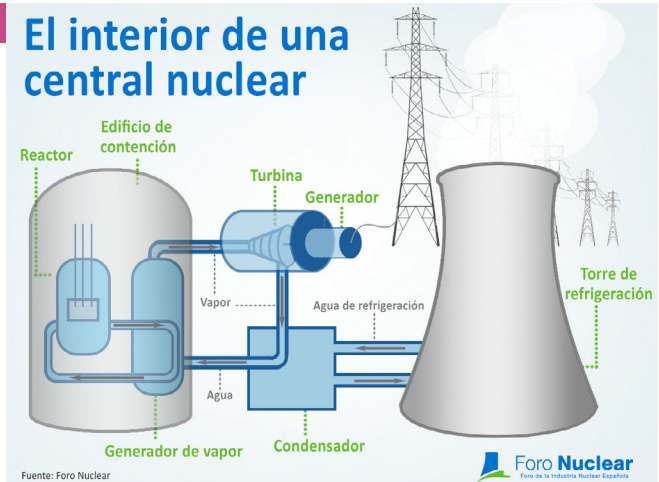 El interior de una
central nuclear
Edificio de
contención
Reactor
Turbina
Generador
Vapor
Agua de refrigeración
Torre de
refrigeración
Agua
Generador de vapor
Condensador
Fuente: Foro Nuclear
Foro Nuclear
Foro de la Industria Nuclear Española